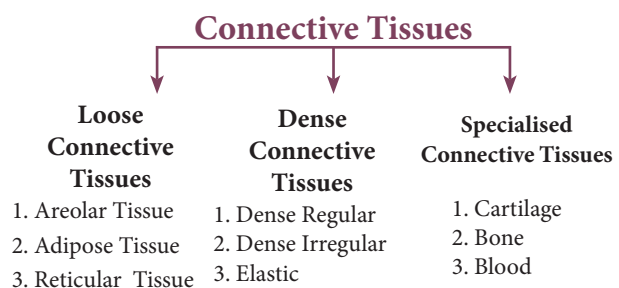 Connective Tissues
Loose
Connective
Tissues
1. Areolar Tissue
2. Adipose Tissue
3. Reticular Tissue
Dense
Connective
Tissues
1. Dense Regular
2. Dense Irregular
3. Elastic
Specialised
Connective Tissues
1. Cartilage
2. Bone
3. Blood